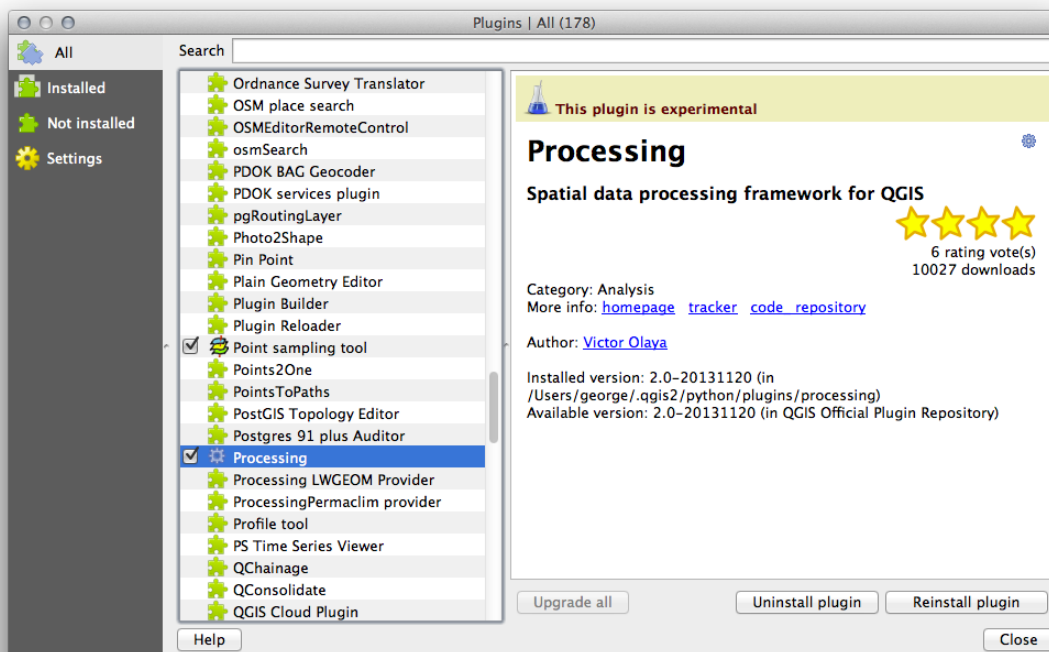 Plugins | All (178)
All
Installed
Not installed
Settings
Search
Ordnance Survey Translator
OSM place search
OSMEditorRemoteControl
osmSearch
PDOK BAG Geocoder
PDOK services plugin
pgRoutingLayer
Photo2Shape
Pin Point
Plain Geometry Editor
Plugin Builder
Plugin Reloader
Point sampling tool
Points2One
PointsToPaths
PostGIS Topology Editor
Postgres 91 plus Auditor
Processing
Processing LWGEOM Provider
ProcessingPermaclim provider
Profile tool
PS Time Series Viewer
QChainage
QConsolidate
QGIS Cloud Plugin
This plugin is experimental
Processing
Spatial data processing framework for QGIS
6 rating vote(s)
10027 downloads
Category: Analysis
More info: homepage tracker code_repository
Author: Victor Olaya
Installed version: 2.0-20131120 (in
/Users/george/.qgis2/python/plugins/processing)
Available version: 2.0-20131120 (in QGIS Official Plugin Repository)
Upgrade all
Uninstall plugin
Reinstall plugin
Help
Close